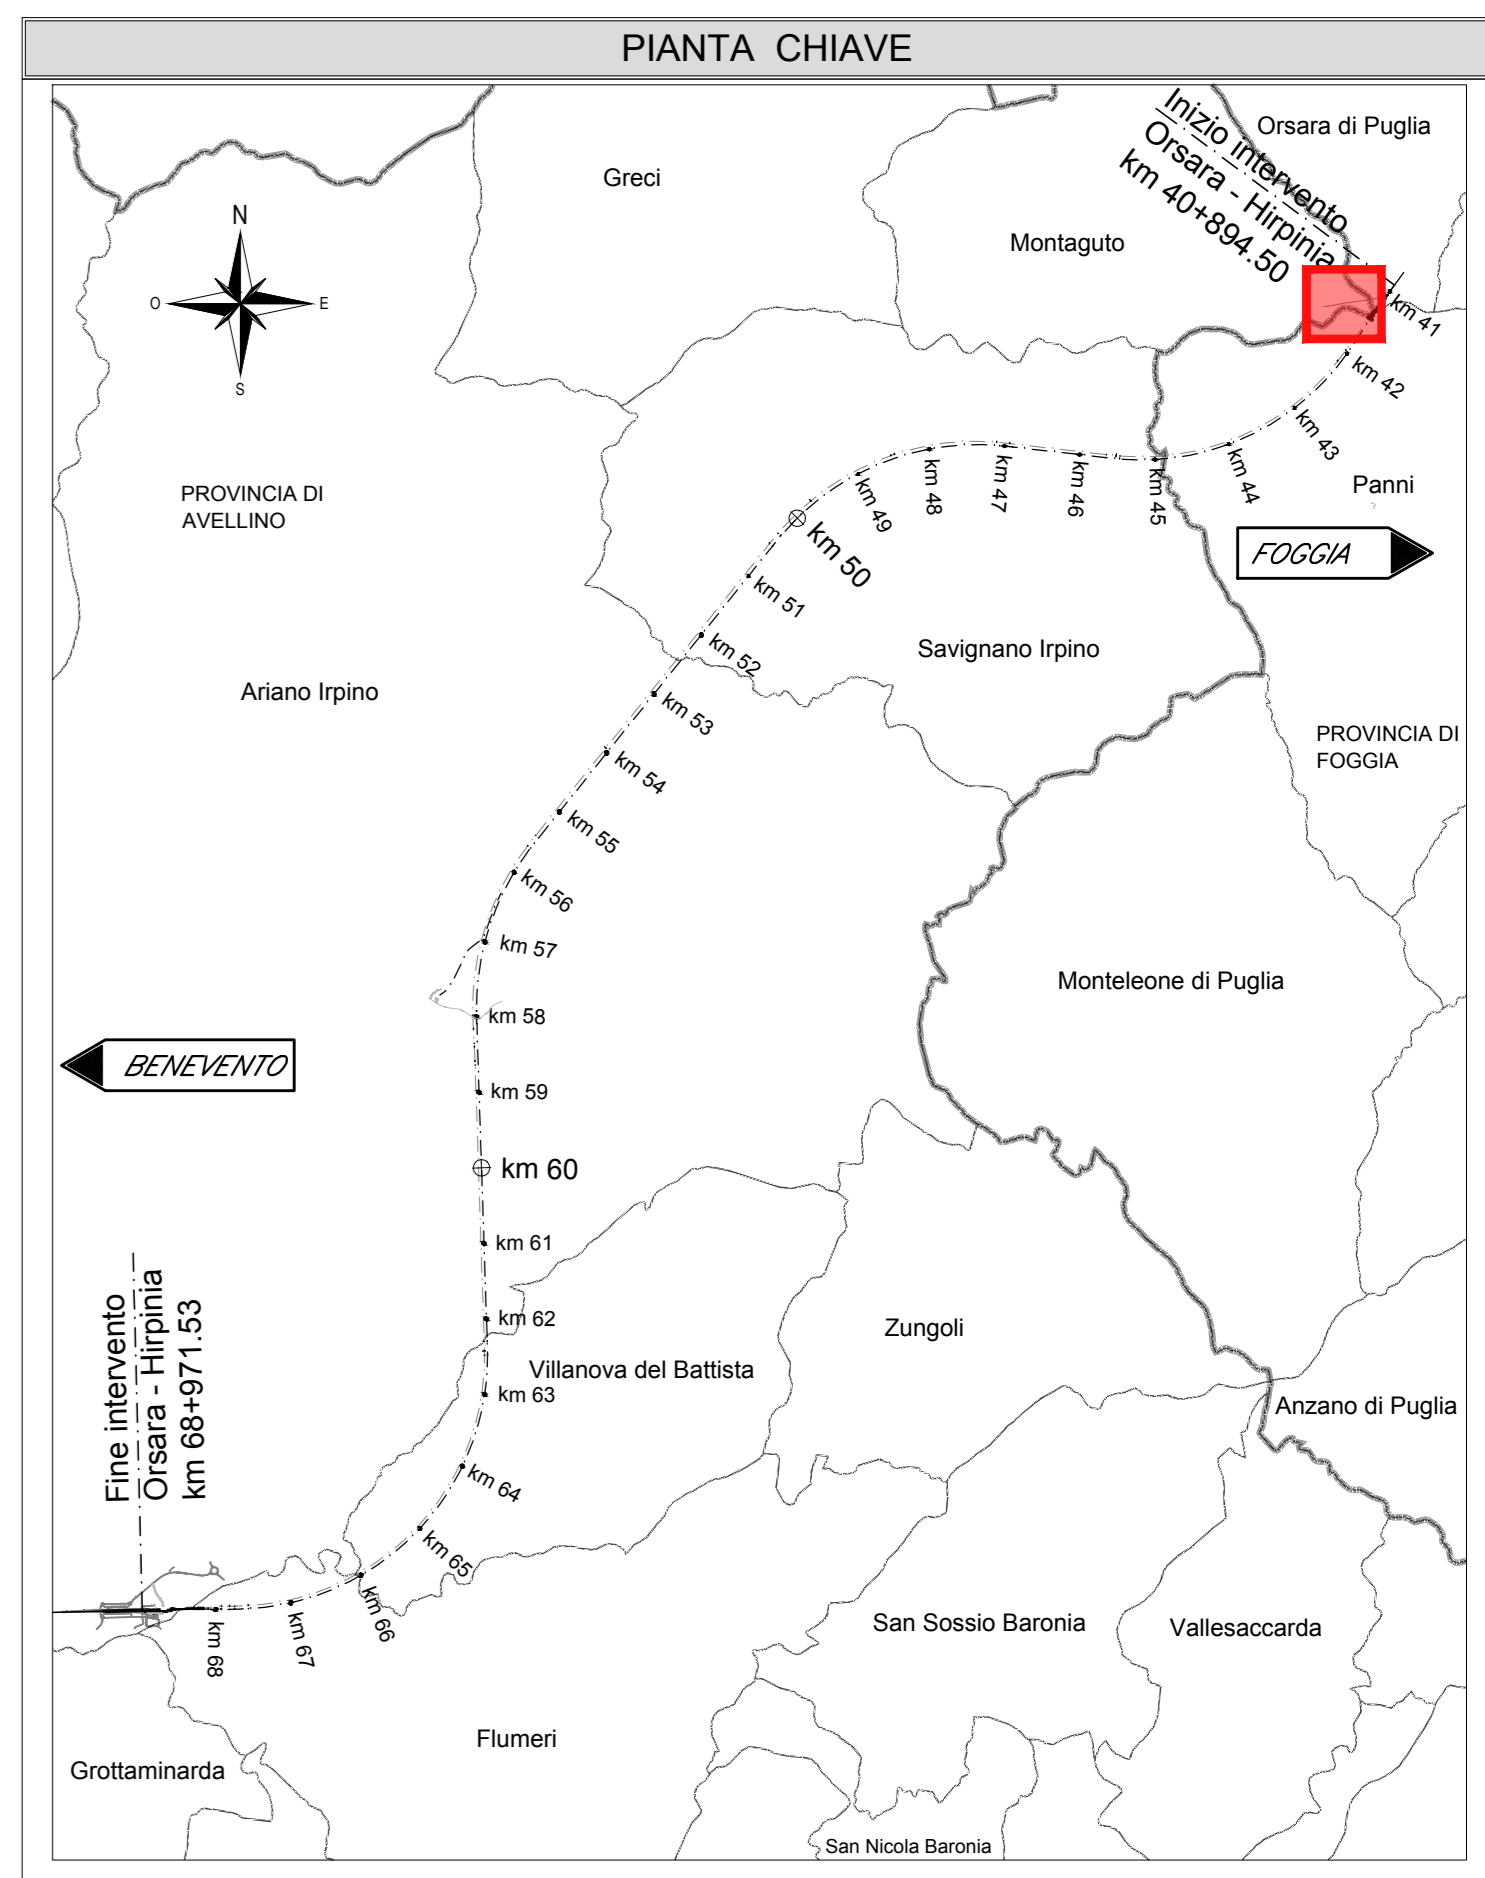 PIANTA CHIAVE
Inizio intervento
Orsara - Hirpinia
km 40+894.50
Orsara di Puglia
Greci
Montaguto
N
O
E
S
km 41
km 42
km 43
km 44
km 45
km 46
km 47
km 48
km 49
km 50
Panni
PROVINCIA DI
AVELLINO
FOGGIA
km 51
km 52
Savignano Irpino
Ariano Irpino
km 53
PROVINCIA DI
FOGGIA
km 54
km 55
km 56
km 57
Monteleone di Puglia
km 58
BENEVENTO
km 59
km 60
km 61
Fine intervento
Orsara - Hirpinia
km 68+971.53
km 62
Zungoli
Villanova del Battista
km 63
Anzano di Puglia
km 64
km 65
km 66
km 67
km 68
San Sossio Baronia
Vallesaccarda
Flumeri
Grottaminarda
San Nicola Baronia